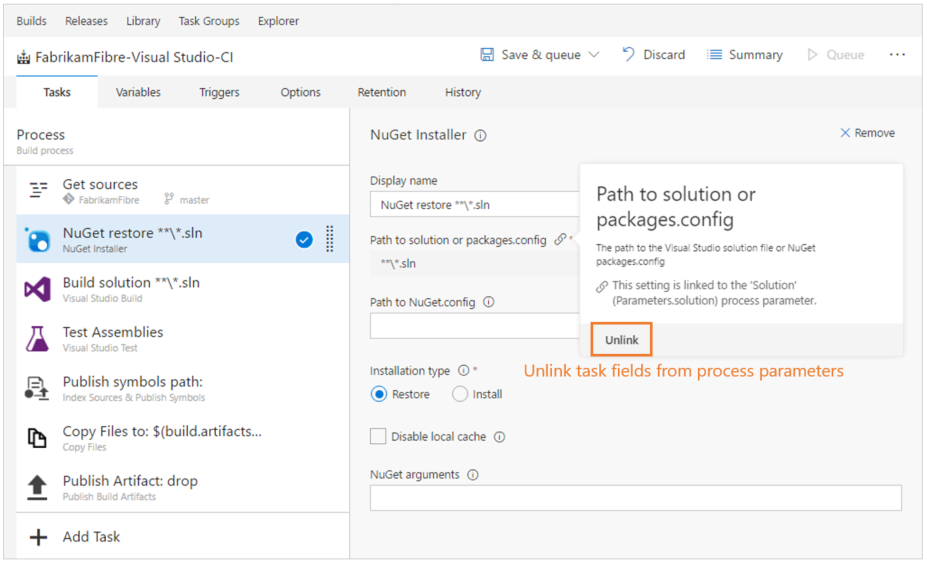 Builds Releases Library Task Groups Explorer
FabrikamFibre-Visual Studio-CI
Save & queue Discard Summary Queue ...
Tasks Variables Triggers Options Retention History
Process
Build process
Get sources
FabrikamFibre master
NuGet restore **\*.sln
NuGet Installer
Build solution **\*.sln
Visual Studio Build
Test Assemblies
Visual Studio Test
Publish symbols path:
Index Sources & Publish Symbols
Copy Files to: $(build.artifacts...
Copy Files
Publish Artifact: drop
Publish Build Artifacts
Add Task
NuGet Installer
Remove
Display name
NuGet restore **\*.sln
Path to solution or packages.config *
**\*.sln
Path to NuGet.config
Installation type *
Restore Install
Disable local cache
NuGet arguments
Path to solution or
packages.config
The path to the Visual Studio solution file or NuGet
packages.config
This setting is linked to the 'Solution'
(Parameters.solution) process parameter.
Unlink
Unlink task fields from process parameters